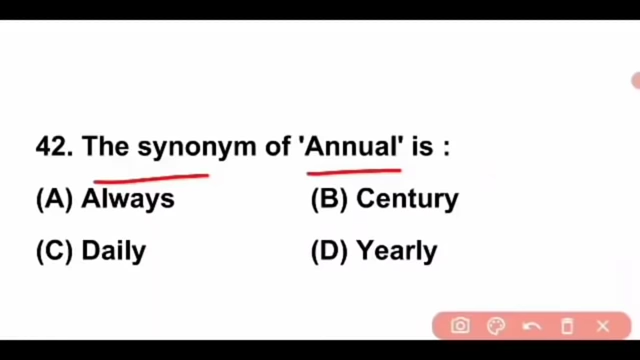 42. The synonym of 'Annual' is :
(A) Always (B) Century
(C) Daily (D) Yearly